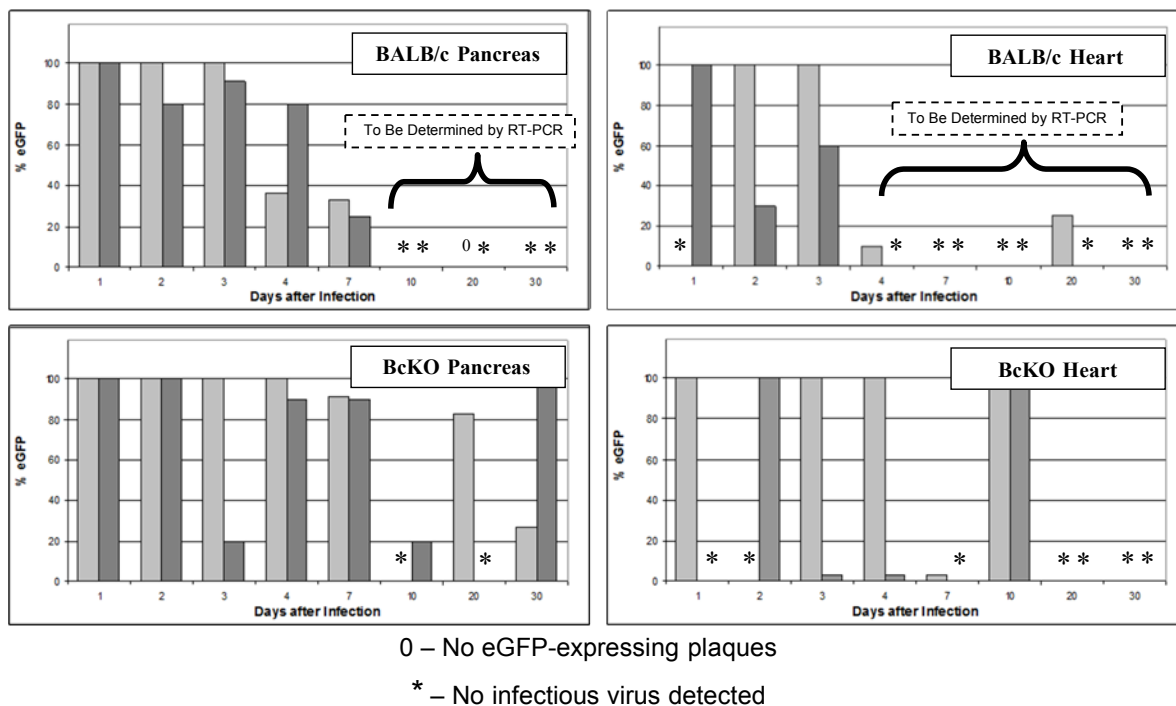 BALB/c Pancreas
To Be Determined by RT-PCR
% eGFP
100
80
60
40
20
0
* * 0 * * *
1 2 3 4 7 10 20 30
Days after Infection
BALB/c Heart
To Be Determined by RT-PCR
% eGFP
100
80
60
40
20
0
* * * * * * * * *
1 2 3 4 7 10 20 30
Days after Infection
BcKO Pancreas
% eGFP
100
80
60
40
20
0
* *
1 2 3 4 7 10 20 30
Days after Infection
BcKO Heart
% eGFP
100
80
60
40
20
0
* * * * * * *
1 2 3 4 7 10 20 30
Days after Infection
0 – No eGFP-expressing plaques
* – No infectious virus detected